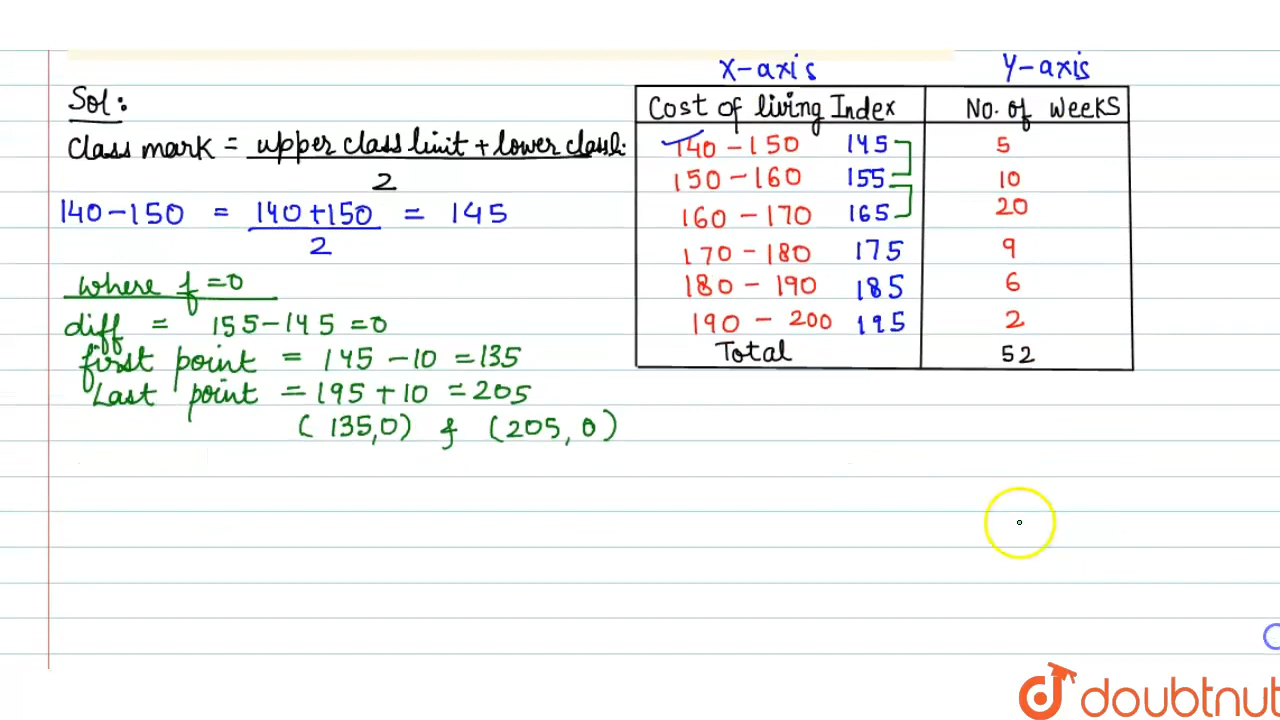 Sol:
Class mark = upper class limit + lower class l.
2
140-150 = 140+150 = 145
2
where f=0
diff = 155-145=0
first point = 145-10=135
Last point = 195+10=205
(135,0) & (205,0)
X-axis Y-axis
Cost of living Index No. of weeks
140-150 145 5
150-160 155 10
160-170 165 20
170-180 175 9
180-190 185 6
190-200 195 2
Total 52
doubtnut